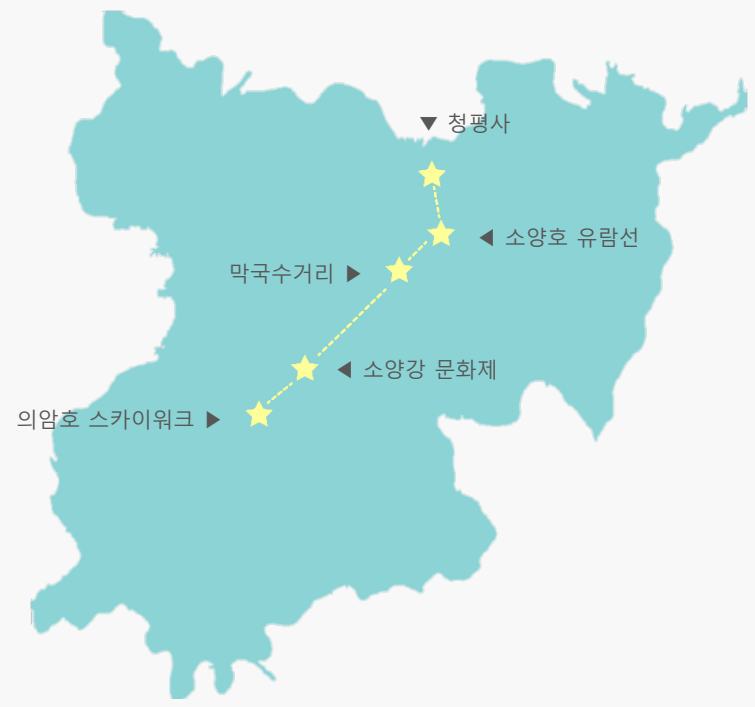 ▼ 청평사
◀ 소양호 유람선
막국수거리 ▶
◀ 소양강 문화제
의암호 스카이워크 ▶